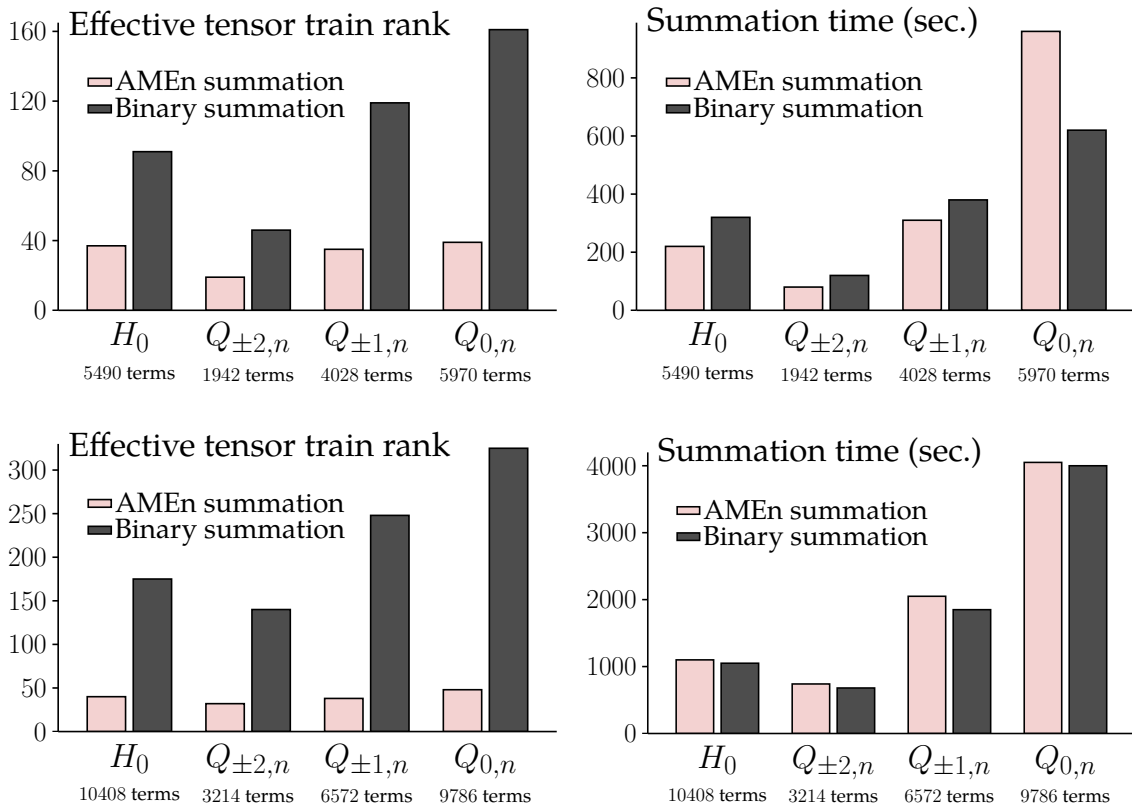 Effective tensor train rank
AMEn summation
Binary summation
160
120
80
40
0
H₀ Q±2,n Q±1,n Q0,n
5490 terms 1942 terms 4028 terms 5970 terms
Summation time (sec.)
AMEn summation
Binary summation
800
600
400
200
0
H₀ Q±2,n Q±1,n Q0,n
5490 terms 1942 terms 4028 terms 5970 terms
Effective tensor train rank
AMEn summation
Binary summation
300
250
200
150
100
50
0
H₀ Q±2,n Q±1,n Q0,n
10408 terms 3214 terms 6572 terms 9786 terms
Summation time (sec.)
AMEn summation
Binary summation
4000
3000
2000
1000
0
H₀ Q±2,n Q±1,n Q0,n
10408 terms 3214 terms 6572 terms 9786 terms